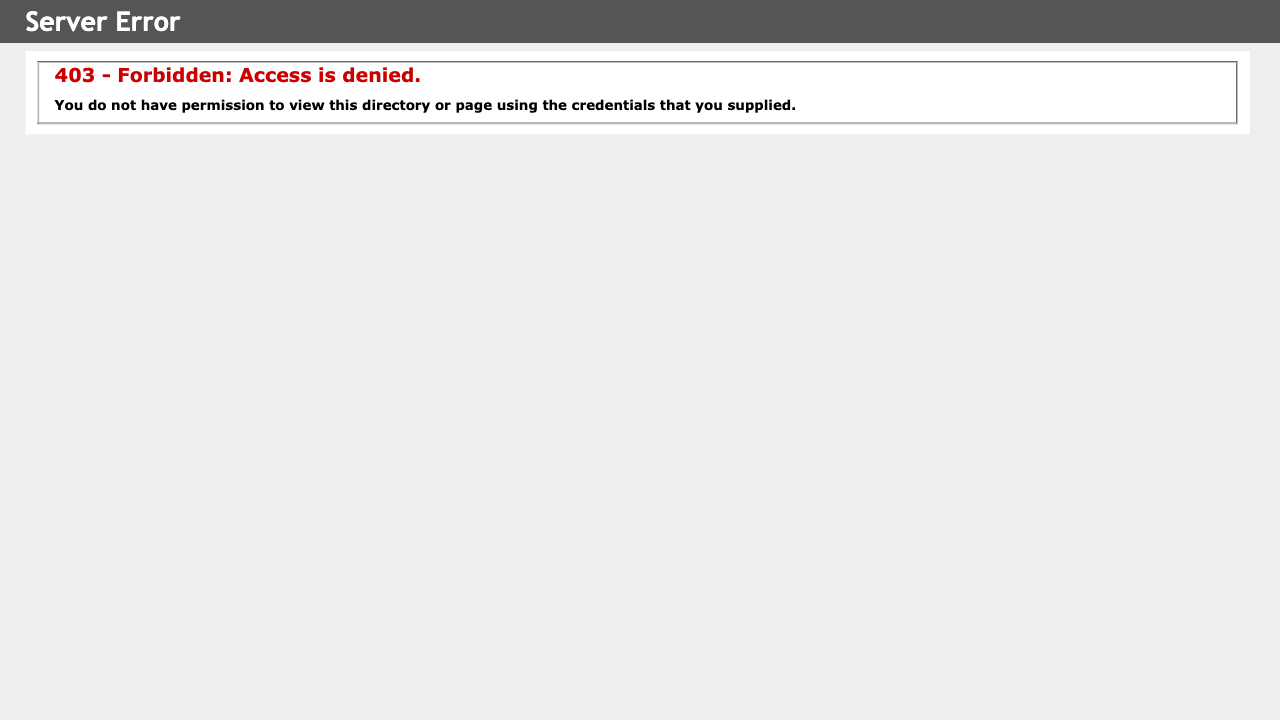 Server Error
403 - Forbidden: Access is denied.
You do not have permission to view this directory or page using the credentials that you supplied.